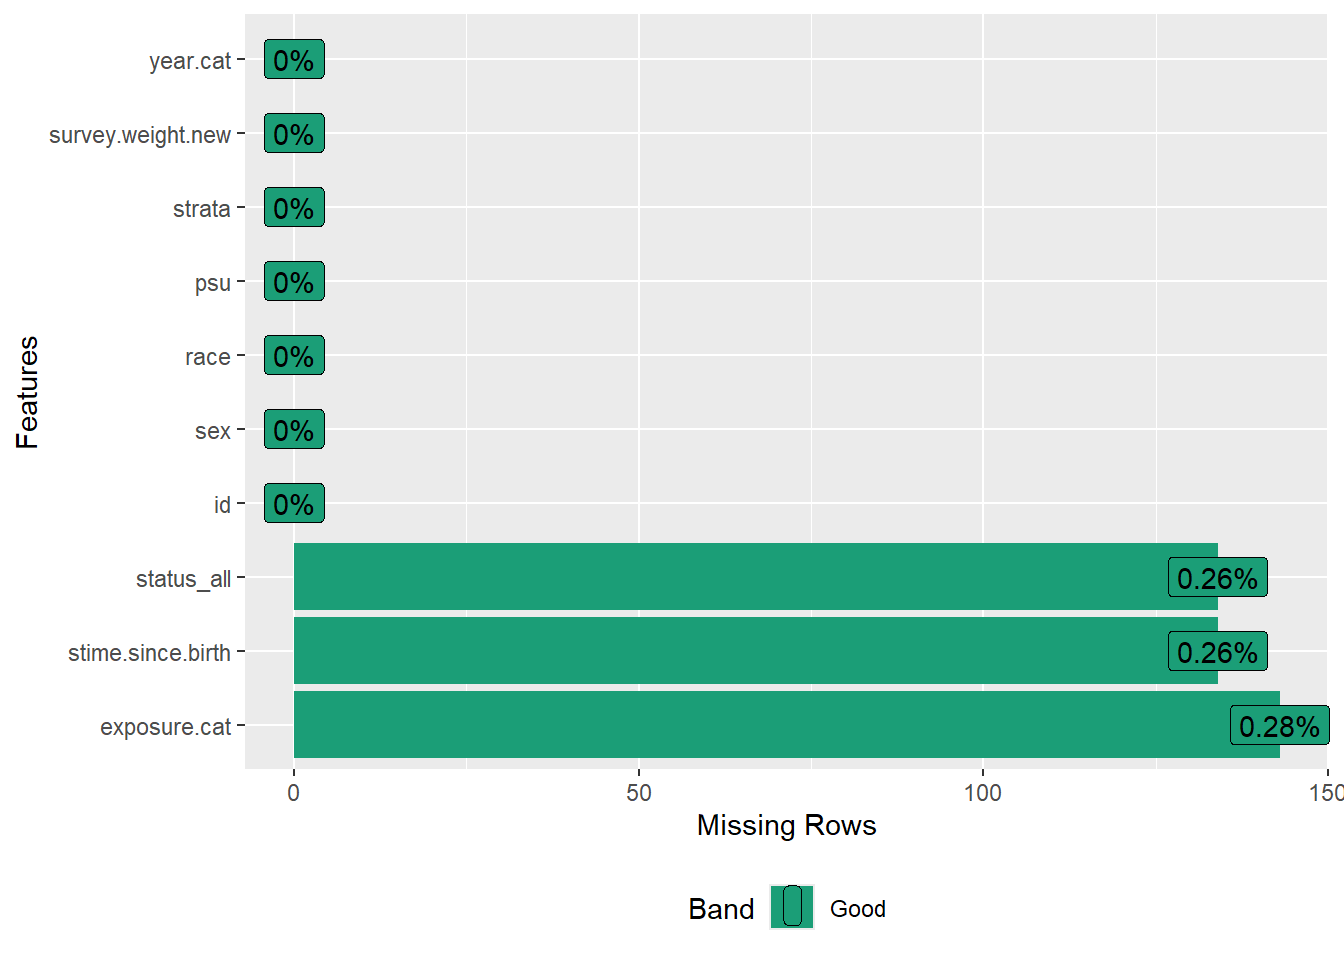 year.cat 0%
survey.weight.new 0%
strata 0%
psu 0%
race 0%
sex 0%
id 0%
status_all 0.26%
stime.since.birth 0.26%
exposure.cat 0.28%
Features
0 50 100 150
Missing Rows
Band Good